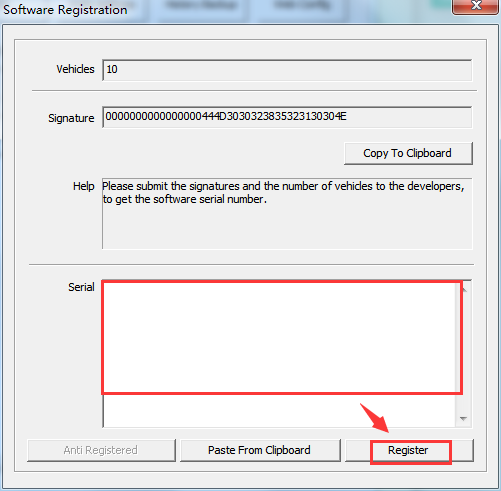 Software Registration
Vehicles 10
Signature 0000000000000000444D3030323835323130304E
Copy To Clipboard
Help Please submit the signatures and the number of vehicles to the developers,
to get the software serial number.
Serial
Anti Registered Paste From Clipboard Register